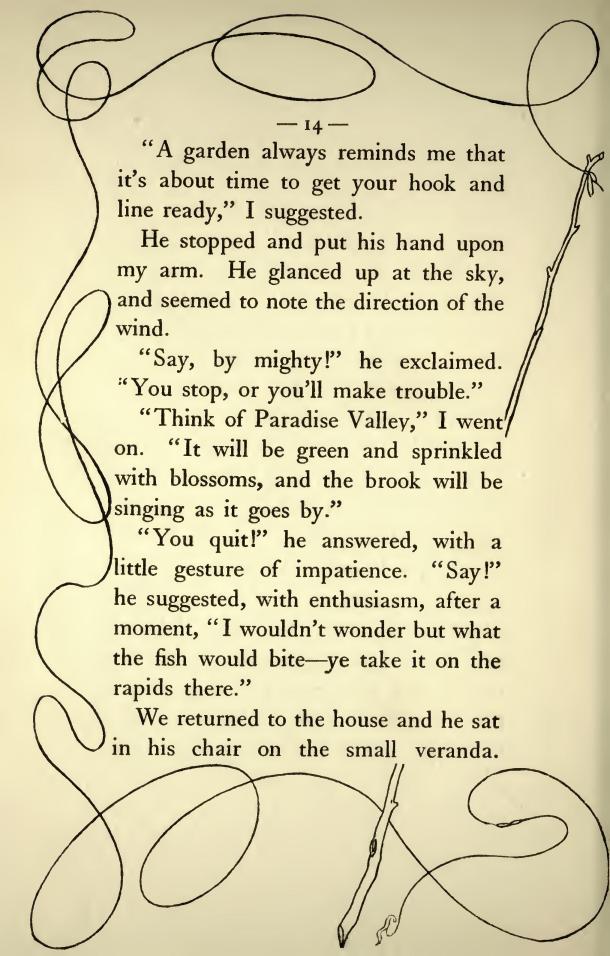 — 14 —
“A garden always reminds me that
it's about time to get your hook and
line ready,” I suggested.
He stopped and put his hand upon
my arm. He glanced up at the sky,
and seemed to note the direction of the
wind.
“Say, by mighty!” he exclaimed.
“You stop, or you'll make trouble.”
“Think of Paradise Valley,” I went
on. “It will be green and sprinkled
with blossoms, and the brook will be
singing as it goes by.”
“You quit!” he answered, with a
little gesture of impatience. “Say!”
he suggested, with enthusiasm, after a
moment, “I wouldn't wonder but what
the fish would bite—ye take it on the
rapids there.”
We returned to the house and he sat
in his chair on the small veranda.